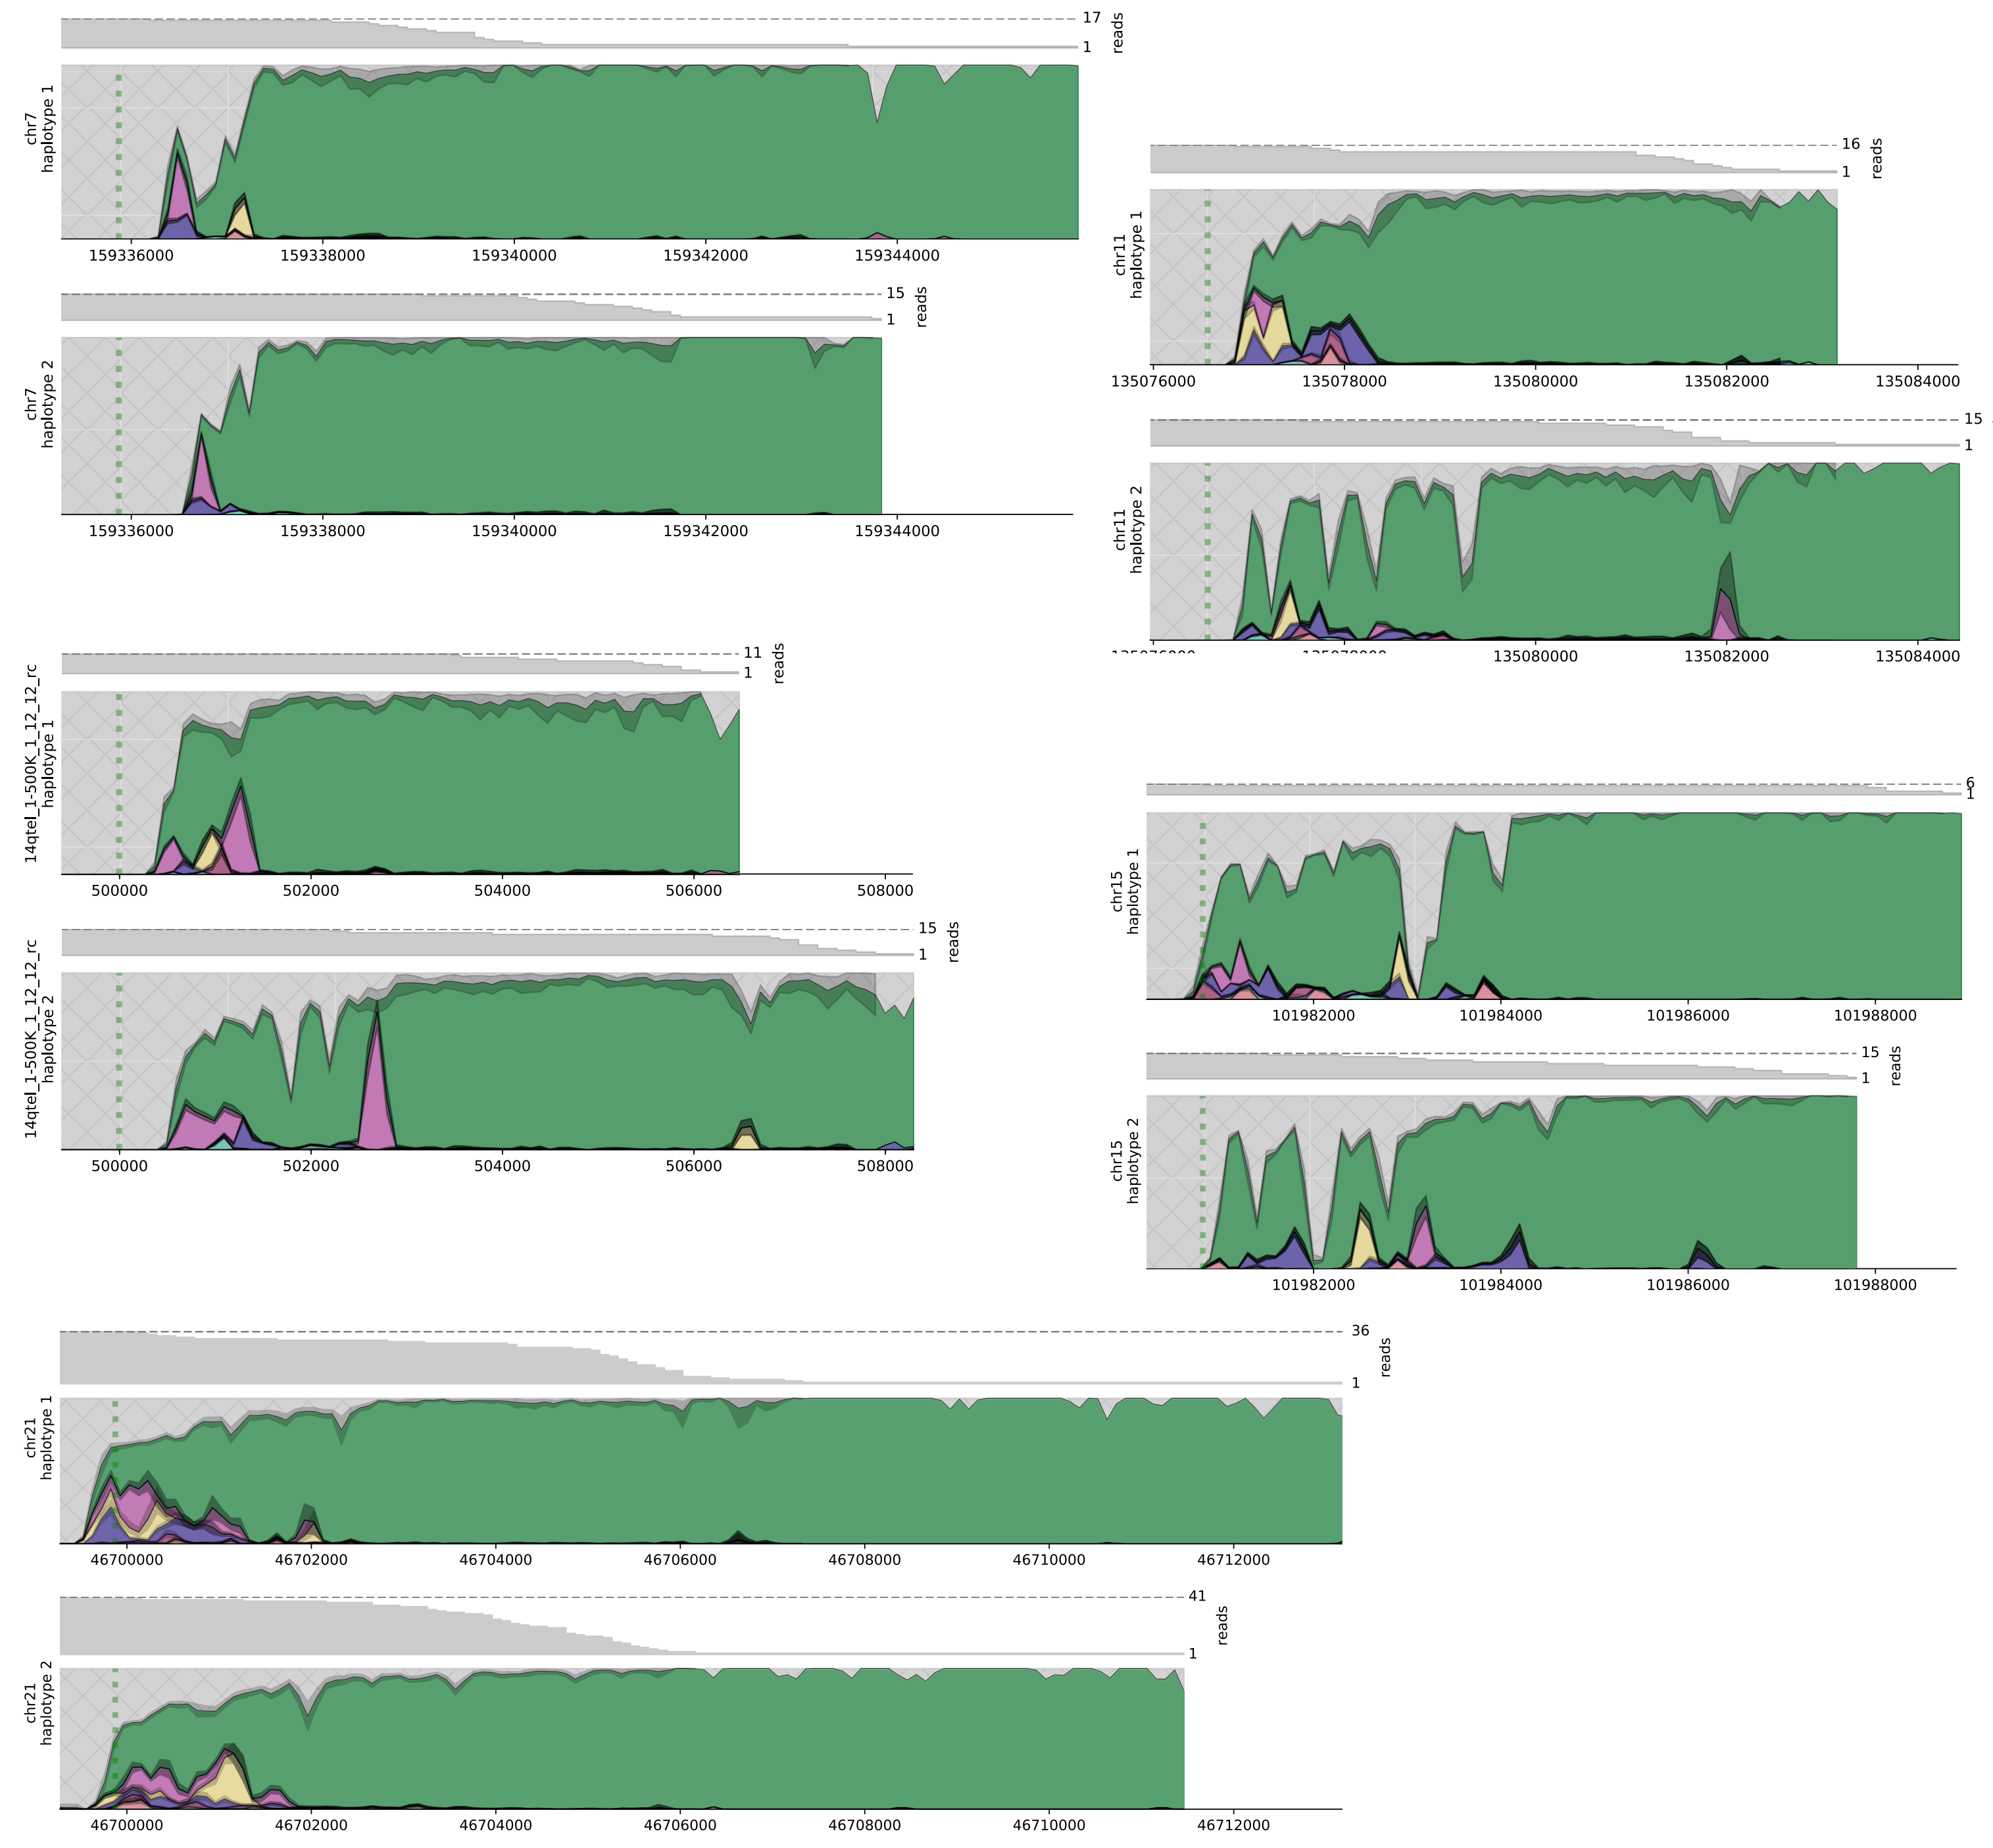 17
1
reads
chr7
haplotype 1
159336000 159338000 159340000 159342000 159344000
15
1
reads
chr7
haplotype 2
159336000 159338000 159340000 159342000 159344000
16
1
reads
chr11
haplotype 1
135076000 135078000 135080000 135082000 135084000
15
1
chr11
haplotype 2
135076000 135078000 135080000 135082000 135084000
11
1
reads
14qtel_1-500K_1_12_12_rc
haplotype 1
500000 502000 504000 506000 508000
15
1
reads
14qtel_1-500K_1_12_12_rc
haplotype 2
500000 502000 504000 506000 508000
6
1
chr15
haplotype 1
101982000 101984000 101986000 101988000
15
1
reads
chr15
haplotype 2
101982000 101984000 101986000 101988000
36
1
reads
chr21
haplotype 1
46700000 46702000 46704000 46706000 46708000 46710000 46712000
41
1
reads
chr21
haplotype 2
46700000 46702000 46704000 46706000 46708000 46710000 46712000